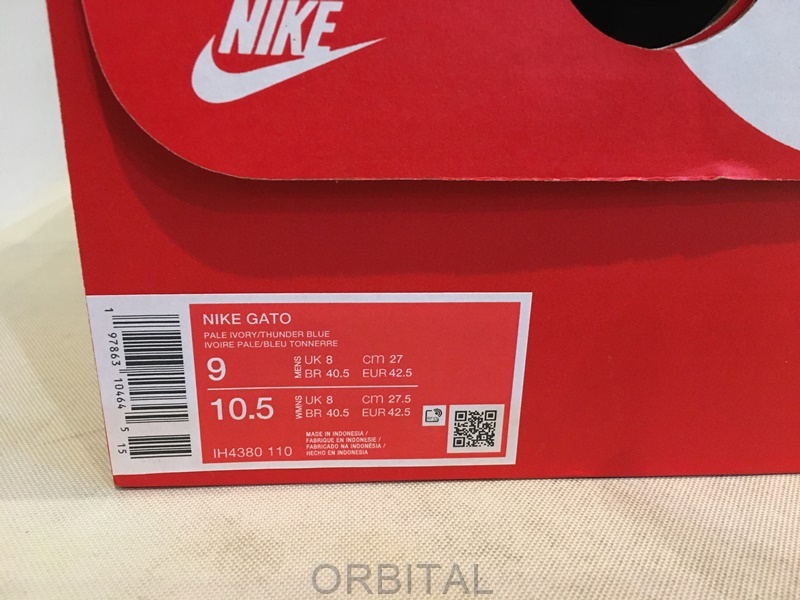 NIKE
NIKE GATO
PALE IVORY/THUNDER BLUE
IVOIRE PALE/BLEU TONNERRE
9 MENS UK 8 cm 27
BR 40.5 EUR 42.5
10.5 WMNS UK 8 cm 27.5
BR 40.5 EUR 42.5
MADE IN INDONESIA /
FABRIQUE EN INDONESIE /
FABRICADO NA INDONÉSIA /
HECHO EN INDONESIA
IH4380 110
1 97863 10464 5 15
ORBITAL